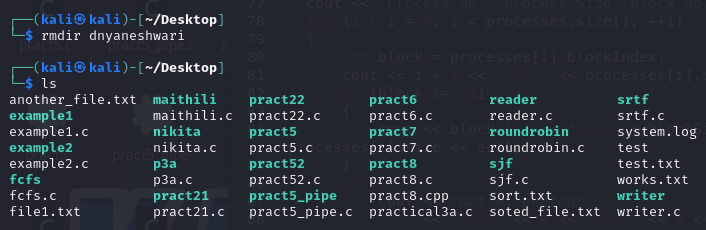 ┌──(kali㉿kali)-[~/Desktop]
└─$ rmdir dnyaneshwari
┌──(kali㉿kali)-[~/Desktop]
└─$ ls
another_file.txt maithili pract22 pract6 reader srtf
example1 maithili.c pract22.c pract6.c reader.c srtf.c
example1.c nikita pract5 pract7 roundrobin system.log
example2 nikita.c pract5.c pract7.c roundrobin.c test
example2.c p3a pract52 pract8 sjf test.txt
fcfs p3a.c pract52.c pract8.c sjf.c works.txt
fcfs.c pract21 pract5_pipe pract8.cpp sort.txt writer
file1.txt pract21.c pract5_pipe.c practical3a.c soted_file.txt writer.c